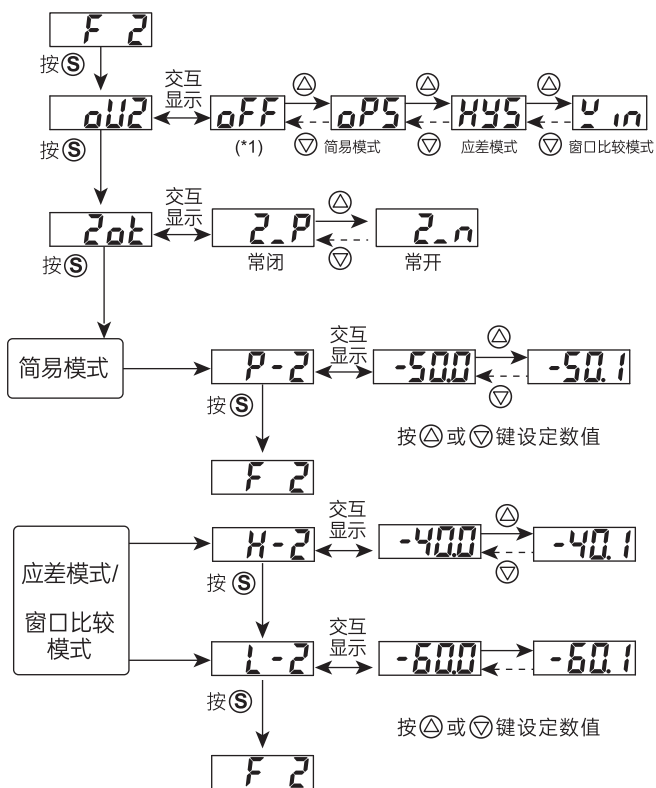 F 2
按Ⓢ
交互
显示
oU2 oFF oPS HYS Win
(*1) 简易模式 应差模式 窗口比较模式
按Ⓢ
交互
显示
2ot 2_P 2_n
常闭 常开
按Ⓢ
简易模式
交互
显示
P-2 -50.0 -50.1
按Ⓢ
按△或▽键设定数值
F 2
应差模式/
窗口比较
模式
交互
显示
H-2 -40.0 -40.1
按Ⓢ
交互
显示
L-2 -60.0 -60.1
按Ⓢ
按△或▽键设定数值
F 2